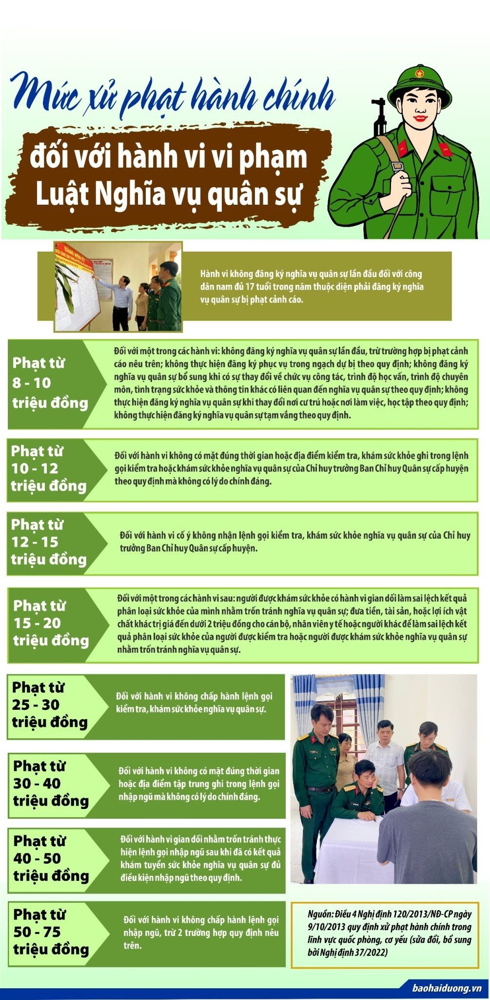 Mức xử phạt hành chính
đối với hành vi vi phạm
Luật Nghĩa vụ quân sự
BẢNG NIÊM YẾT
Hành vi không đăng ký nghĩa vụ quân sự lần đầu đối với công
dân nam đủ 17 tuổi trong năm thuộc diện phải đăng ký nghĩa
vụ quân sự bị phạt cảnh cáo.
Phạt từ
8 - 10
triệu đồng
Đối với một trong các hành vi: không đăng ký nghĩa vụ quân sự lần đầu, trừ trường hợp bị phạt cảnh
cáo nêu trên; không thực hiện đăng ký phục vụ trong ngạch dự bị theo quy định; không đăng ký
nghĩa vụ quân sự bổ sung khi có sự thay đổi về chức vụ công tác, trình độ học vấn, trình độ chuyên
môn, tình trạng sức khỏe và thông tin khác có liên quan đến nghĩa vụ quân sự theo quy định; không
thực hiện đăng ký nghĩa vụ quân sự khi thay đổi nơi cư trú hoặc nơi làm việc, học tập theo quy định;
không thực hiện đăng ký nghĩa vụ quân sự tạm vắng theo quy định.
Phạt từ
10 - 12
triệu đồng
Đối với hành vi không có mặt đúng thời gian hoặc địa điểm kiểm tra, khám sức khỏe ghi trong lệnh
gọi kiểm tra hoặc khám sức khỏe nghĩa vụ quân sự của Chỉ huy trưởng Ban Chỉ huy Quân sự cấp huyện
theo quy định mà không có lý do chính đáng.
Phạt từ
12 - 15
triệu đồng
Đối với hành vi cố ý không nhận lệnh gọi kiểm tra, khám sức khỏe nghĩa vụ quân sự của Chỉ huy
trưởng Ban Chỉ huy Quân sự cấp huyện.
Phạt từ
15 - 20
triệu đồng
Đối với một trong các hành vi sau: người được khám sức khỏe có hành vi gian dối làm sai lệch kết quả
phân loại sức khỏe của mình nhằm trốn tránh nghĩa vụ quân sự; đưa tiền, tài sản, hoặc lợi ích vật
chất khác trị giá đến dưới 2 triệu đồng cho cán bộ, nhân viên y tế hoặc người khác để làm sai lệch kết
quả phân loại sức khỏe của người được kiểm tra hoặc người được khám sức khỏe nghĩa vụ quân sự
nhằm trốn tránh nghĩa vụ quân sự.
Phạt từ
25 - 30
triệu đồng
Đối với hành vi không chấp hành lệnh gọi
kiểm tra, khám sức khỏe nghĩa vụ quân sự.
Phạt từ
30 - 40
triệu đồng
Đối với hành vi không có mặt đúng thời gian
hoặc địa điểm tập trung ghi trong lệnh gọi
nhập ngũ mà không có lý do chính đáng.
Phạt từ
40 - 50
triệu đồng
Đối với hành vi gian dối nhằm trốn tránh thực
hiện lệnh gọi nhập ngũ sau khi đã có kết quả
khám tuyển sức khỏe nghĩa vụ quân sự đủ
điều kiện nhập ngũ theo quy định.
Phạt từ
50 - 75
triệu đồng
Đối với hành vi không chấp hành lệnh gọi
nhập ngũ, trừ 2 trường hợp quy định nêu
trên.
Nguồn: Điều 4 Nghị định 120/2013/NĐ-CP ngày
9/10/2013 quy định xử phạt hành chính trong
lĩnh vực quốc phòng, cơ yếu (sửa đổi, bổ sung
bởi Nghị định 37/2022)
baohaiduong.vn